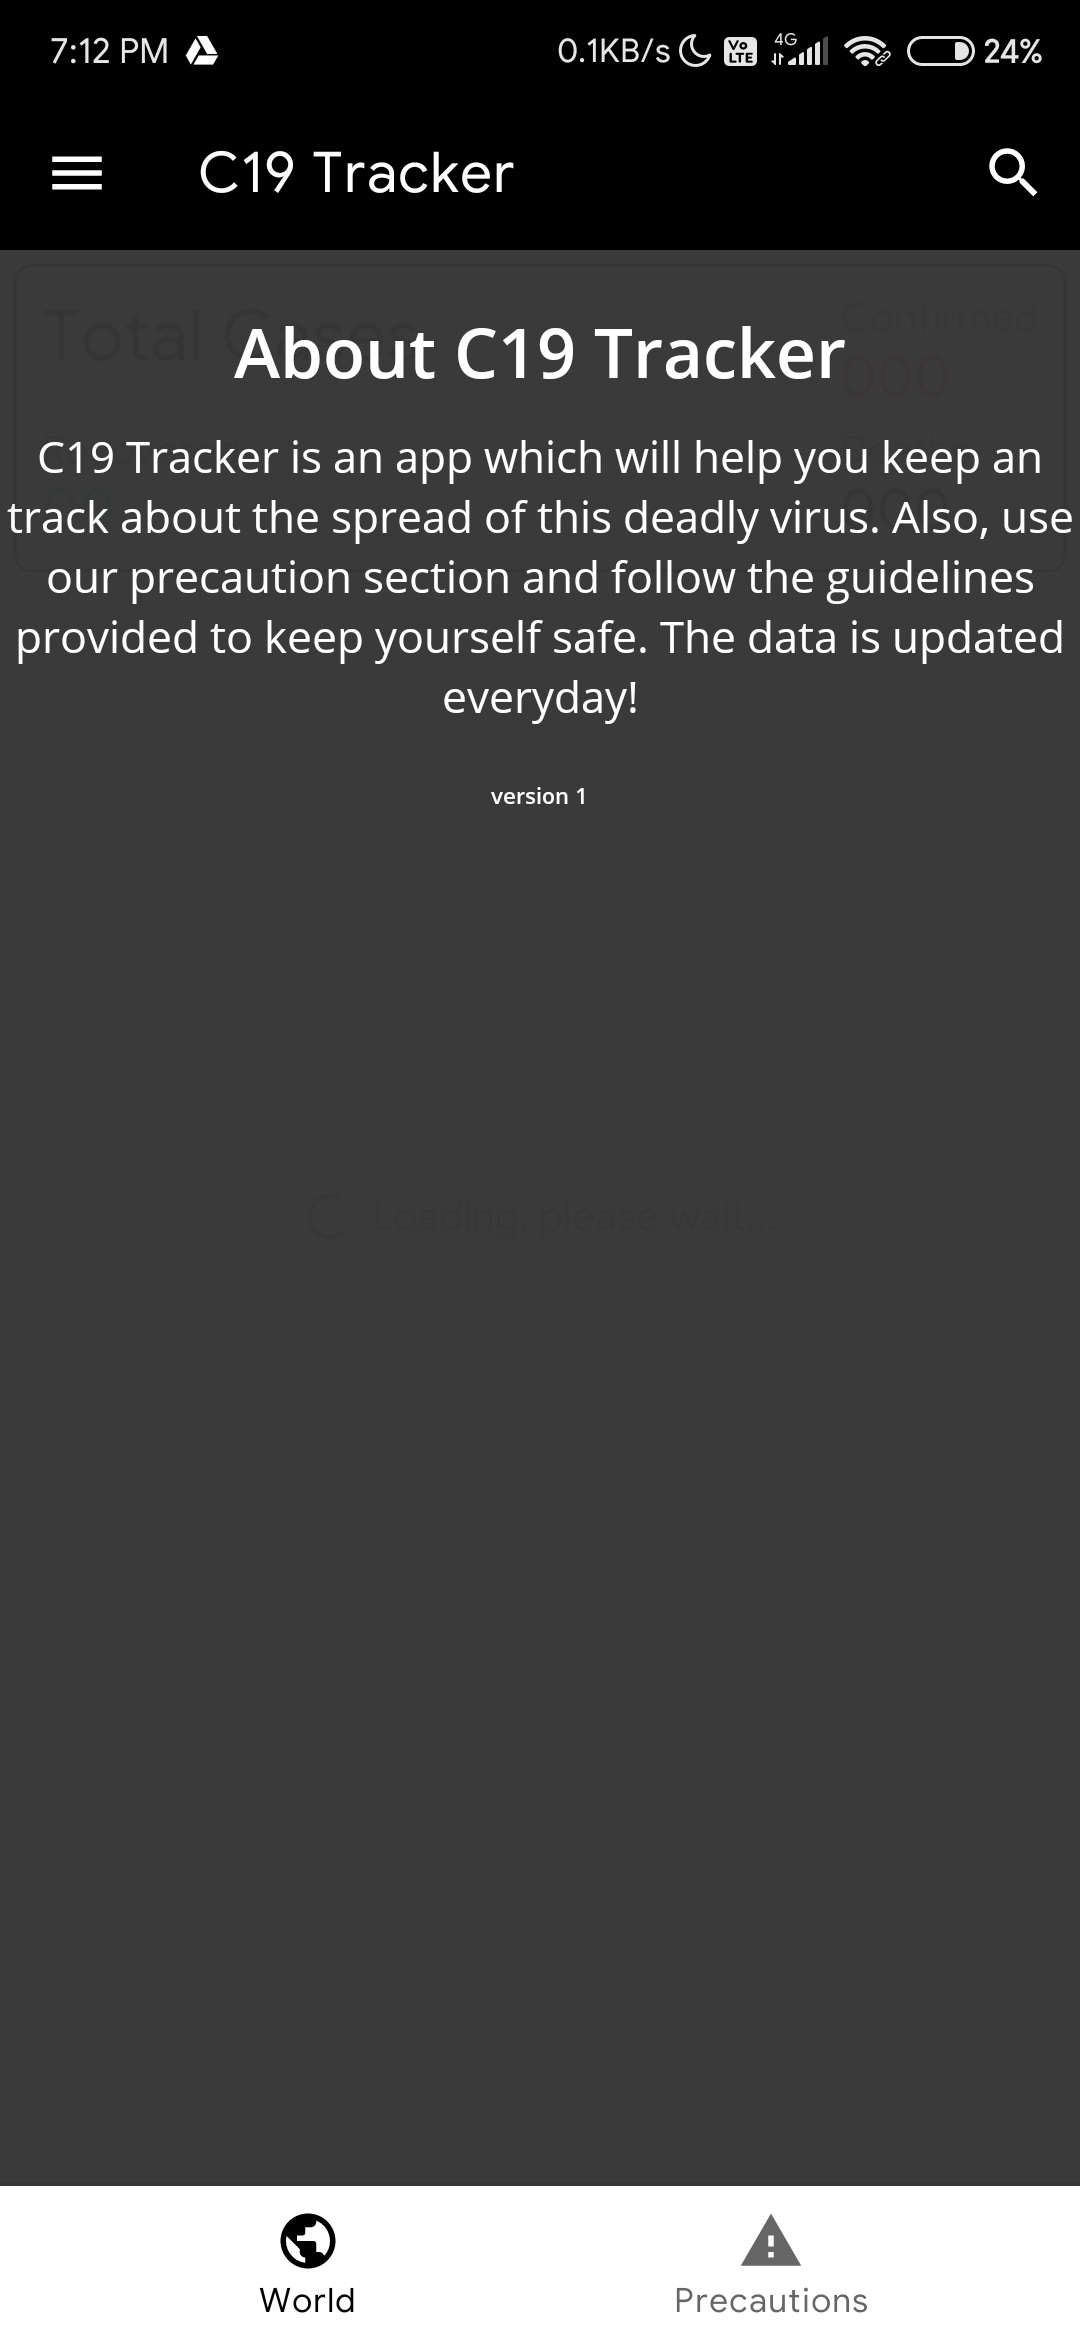 7:12 PM 0.1KB/s Vo LTE 4G 24%
C19 Tracker
Total Cases Confirmed
000
About C19 Tracker
C19 Tracker is an app which will help you keep an
track about the spread of this deadly virus. Also, use
our precaution section and follow the guidelines
provided to keep yourself safe. The data is updated
everyday!
version 1
Loading, please wait...
World Precautions